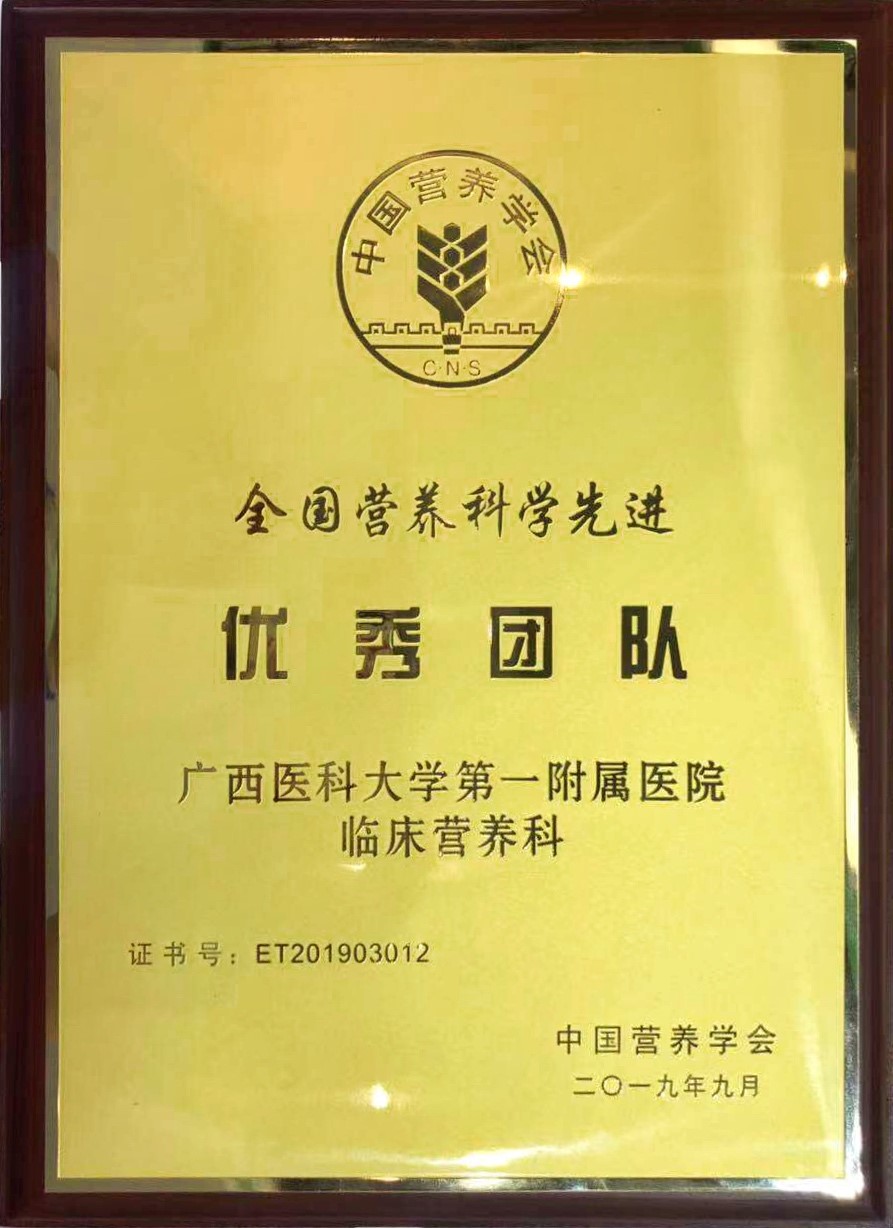 中国营养学会
C·N·S
全国营养科学先进
优秀团队
广西医科大学第一附属医院
临床营养科
证书号：ET201903012
中国营养学会
二〇一九年九月